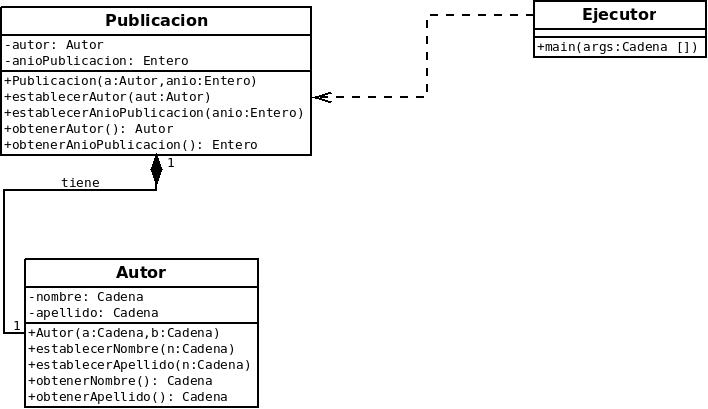 Publicacion
-autor: Autor
-anioPublicacion: Entero
+Publicacion(a:Autor,anio:Entero)
+establecerAutor(aut:Autor)
+establecerAnioPublicacion(anio:Entero)
+obtenerAutor(): Autor
+obtenerAnioPublicacion(): Entero
Ejecutor
+main(args:Cadena [])
1
tiene
1
Autor
-nombre: Cadena
-apellido: Cadena
+Autor(a:Cadena,b:Cadena)
+establecerNombre(n:Cadena)
+establecerApellido(n:Cadena)
+obtenerNombre(): Cadena
+obtenerApellido(): Cadena